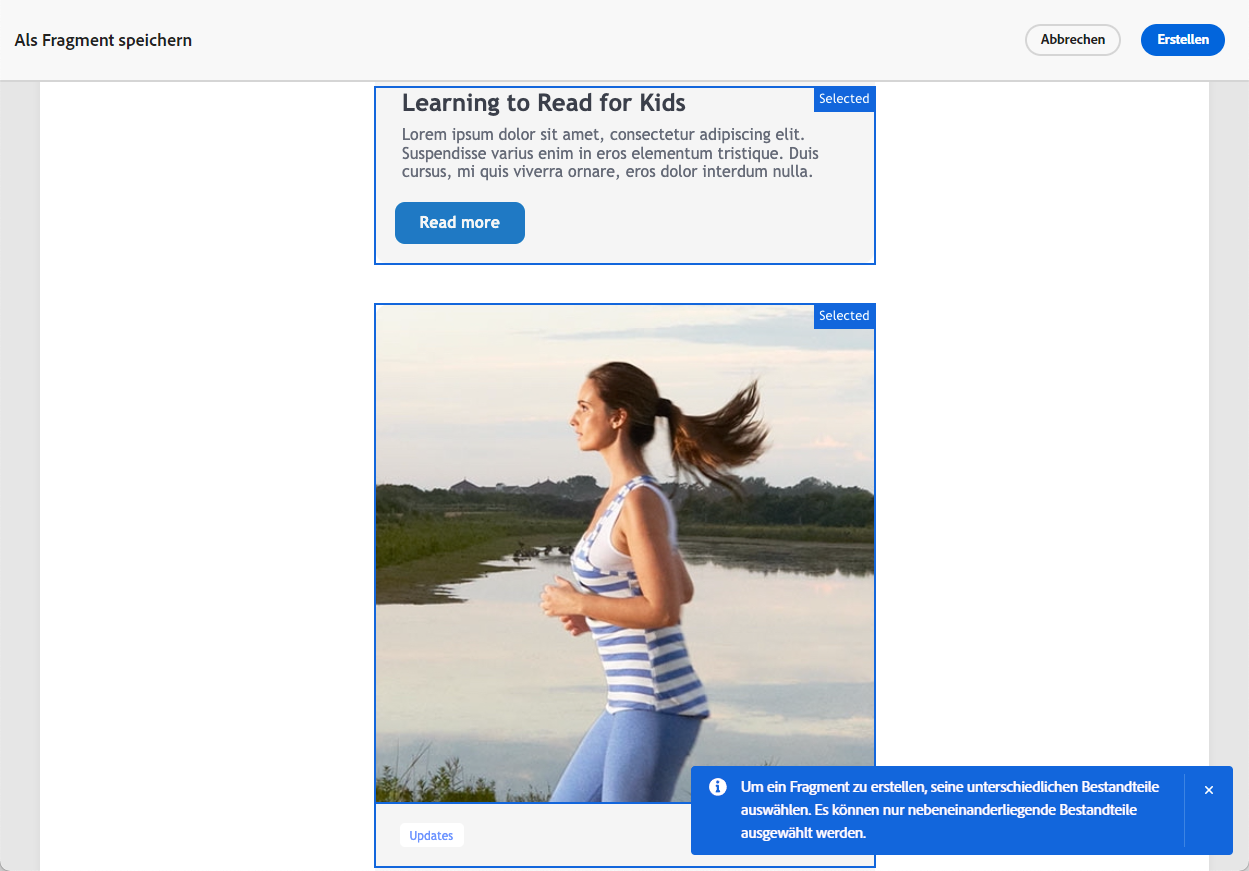 Als Fragment speichern
Abbrechen
Erstellen
Learning to Read for Kids
Selected
Lorem ipsum dolor sit amet, consectetur adipiscing elit.
Suspendisse varius enim in eros elementum tristique. Duis
cursus, mi quis viverra ornare, eros dolor interdum nulla.
Read more
Selected
Um ein Fragment zu erstellen, seine unterschiedlichen Bestandteile
auswählen. Es können nur nebeneinanderliegende Bestandteile
ausgewählt werden.
Updates